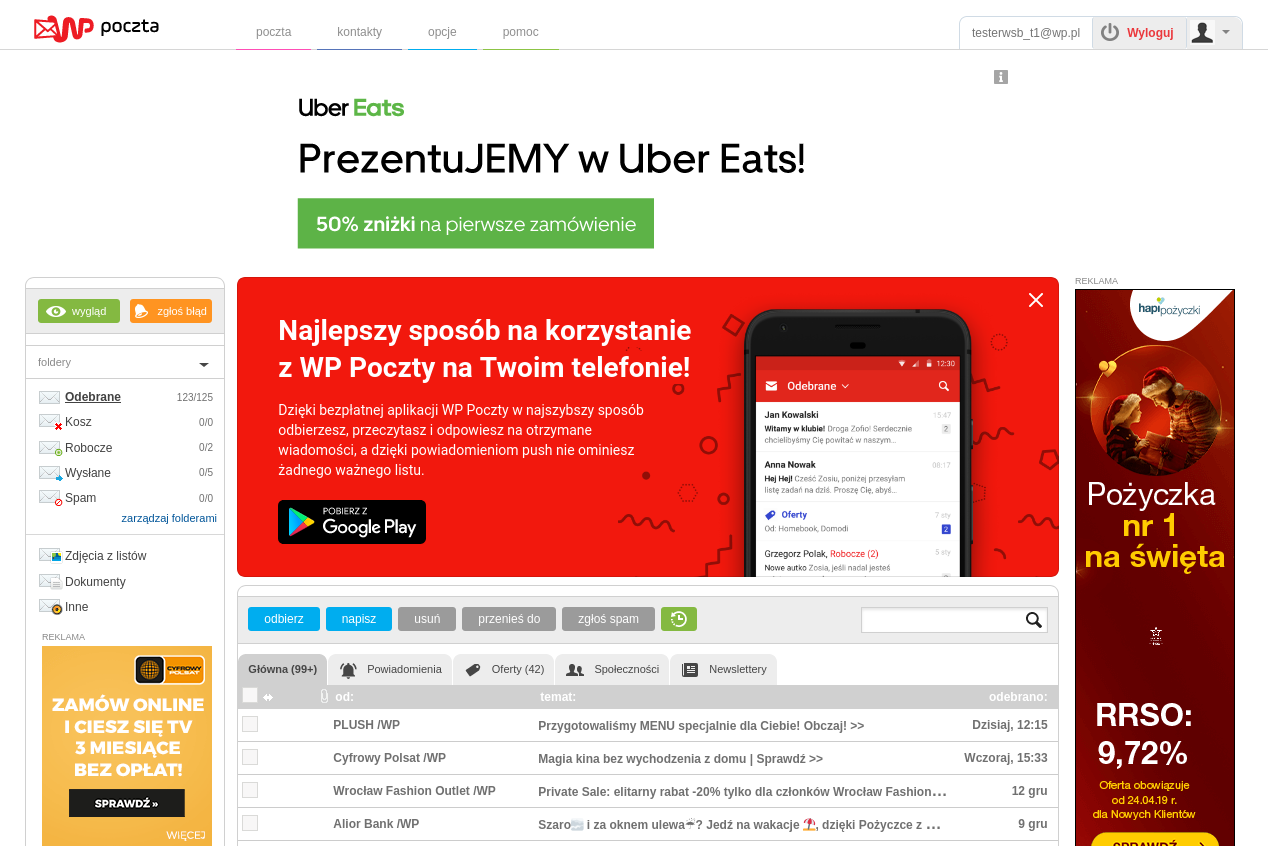 WP poczta
poczta
kontakty
opcje
pomoc
testerwsb_t1@wp.pl
Wyloguj
Uber Eats
PrezentuJEMY w Uber Eats!
50% zniżki na pierwsze zamówienie
wygląd
zgłoś błąd
foldery
Odebrane 123/125
Kosz 0/0
Robocze 0/2
Wysłane 0/5
Spam 0/0
zarządzaj folderami
Zdjęcia z listów
Dokumenty
Inne
REKLAMA
CYFROWY POLSAT
ZAMÓW ONLINE
I CIESZ SIĘ TV
3 MIESIĄCE
BEZ OPŁAT!
SPRAWDŹ »
WIĘCEJ
Najlepszy sposób na korzystanie
z WP Poczty na Twoim telefonie!
Dzięki bezpłatnej aplikacji WP Poczty w najszybszy sposób
odbierzesz, przeczytasz i odpowiesz na otrzymane
wiadomości, a dzięki powiadomieniom push nie ominiesz
żadnego ważnego listu.
POBIERZ Z
Google Play
12:30
Odebrane
Jan Kowalski 15:47
Witamy w klubie! Droga Zofio! Serdecznie 2
chcielibyśmy Cię powitać w naszym...
Anna Nowak 08:17
Hej Hej! Cześć Zosiu, poniżej przesyłam
listę zadań na dziś. Proszę Cię, abyś...
Oferty 7 sty
Od: Homebook, Domodi 2
Grzegorz Polak, Robocze (2) 5 sty
Nowe autko Zosia, jeśli nadal jesteś
odbierz
napisz
usuń
przenieś do
zgłoś spam
Główna (99+)
Powiadomienia
Oferty (42)
Społeczności
Newslettery
od: temat: odebrano:
PLUSH /WP Przygotowaliśmy MENU specjalnie dla Ciebie! Obczaj! >> Dzisiaj, 12:15
Cyfrowy Polsat /WP Magia kina bez wychodzenia z domu | Sprawdź >> Wczoraj, 15:33
Wrocław Fashion Outlet /WP Private Sale: elitarny rabat -20% tylko dla członków Wrocław Fashion... 12 gru
Alior Bank /WP Szaro🌫️ i za oknem ulewa☔? Jedź na wakacje ⛱️, dzięki Pożyczce z ... 9 gru
REKLAMA
hapipożyczki
Pożyczka
nr 1
na święta
RRSO:
9,72%
Oferta obowiązuje
od 24.04.19 r.
dla Nowych Klientów
SPRAWDŹ